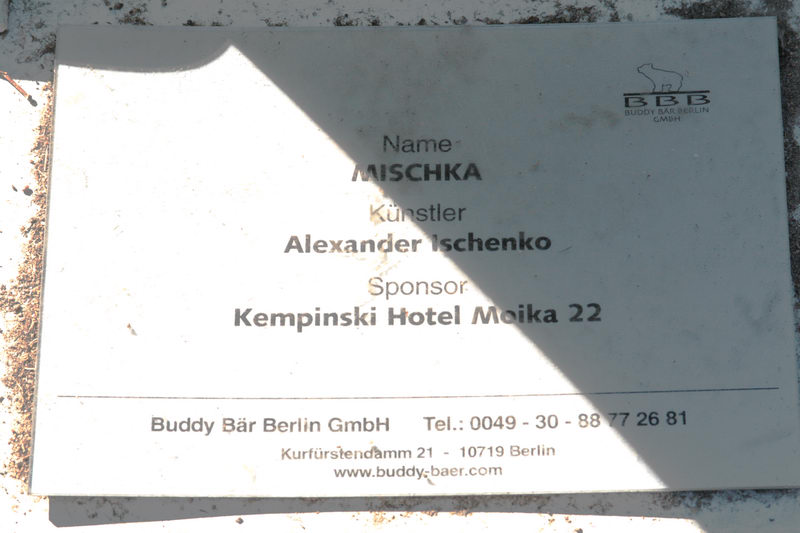 BBB
BUDDY BÄR BERLIN
GMBH
Name
MISCHKA
Künstler
Alexander Ischenko
Sponsor
Kempinski Hotel Moika 22
Buddy Bär Berlin GmbH Tel.: 0049 - 30 - 88 77 26 81
Kurfürstendamm 21 - 10719 Berlin
www.buddy-baer.com